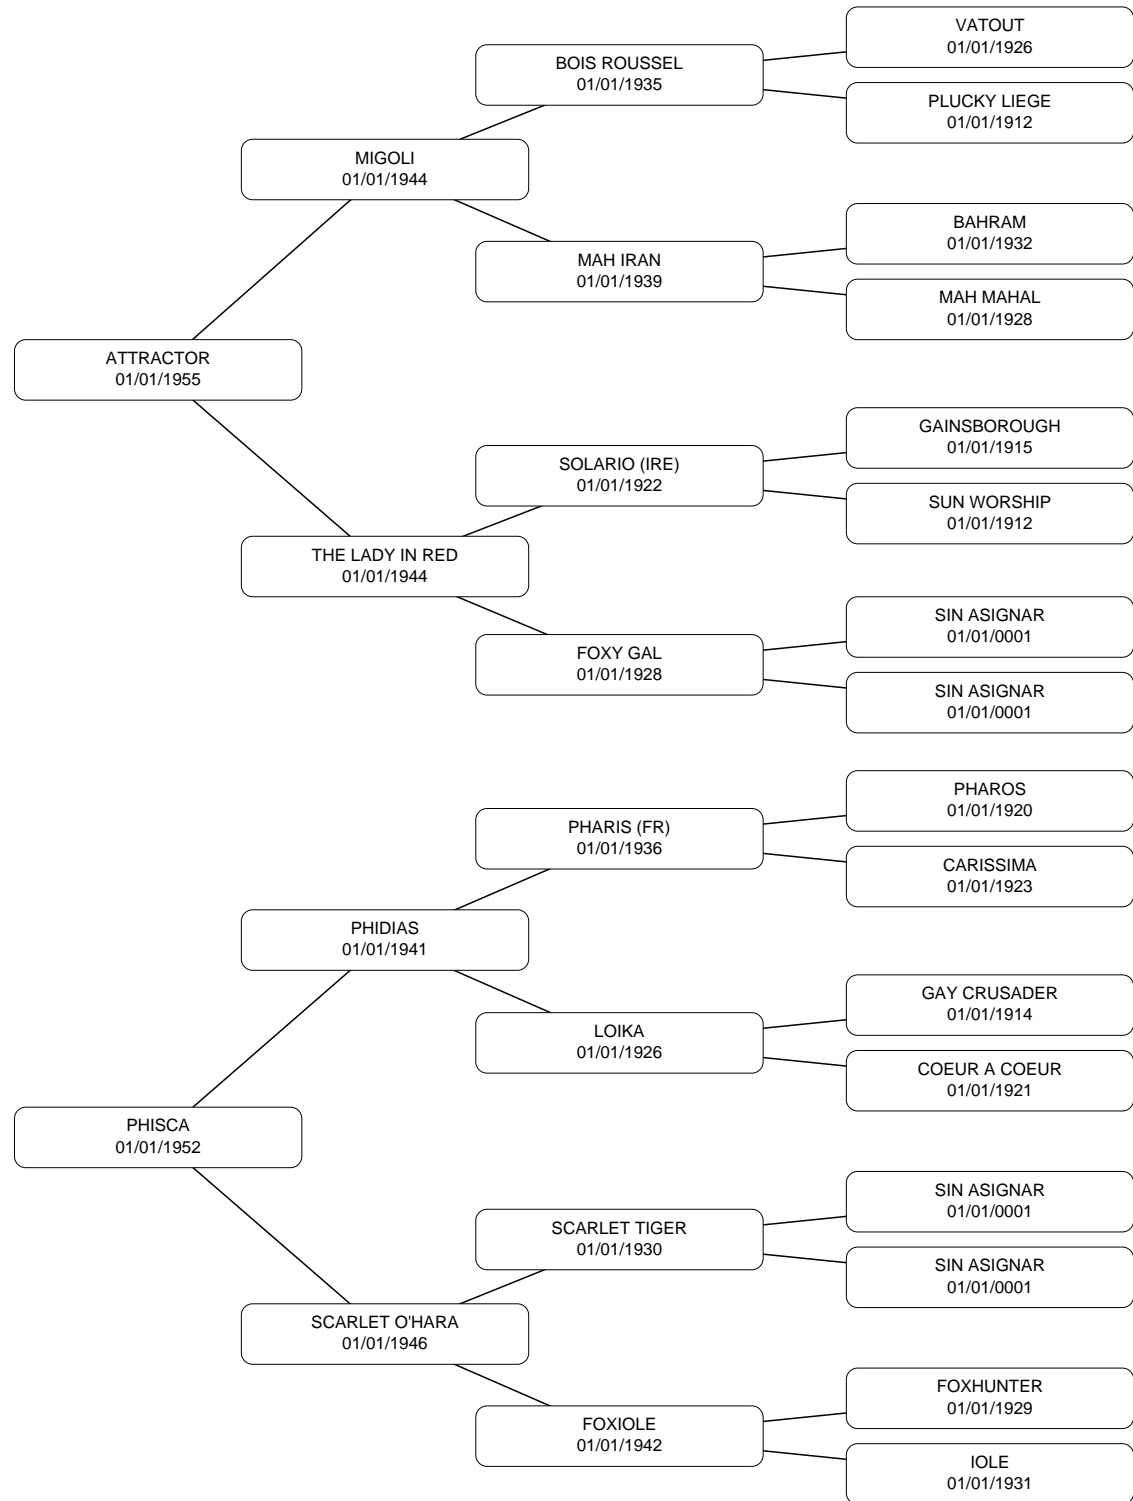 VATOUT
01/01/1926
BOIS ROUSSEL
01/01/1935
PLUCKY LIEGE
01/01/1912
MIGOLI
01/01/1944
BAHRAM
01/01/1932
MAH IRAN
01/01/1939
MAH MAHAL
01/01/1928
ATTRACTOR
01/01/1955
GAINSBOROUGH
01/01/1915
SOLARIO (IRE)
01/01/1922
SUN WORSHIP
01/01/1912
THE LADY IN RED
01/01/1944
SIN ASIGNAR
01/01/0001
FOXY GAL
01/01/1928
SIN ASIGNAR
01/01/0001
PHAROS
01/01/1920
PHARIS (FR)
01/01/1936
CARISSIMA
01/01/1923
PHIDIAS
01/01/1941
GAY CRUSADER
01/01/1914
LOIKA
01/01/1926
COEUR A COEUR
01/01/1921
PHISCA
01/01/1952
SIN ASIGNAR
01/01/0001
SCARLET TIGER
01/01/1930
SIN ASIGNAR
01/01/0001
SCARLET O'HARA
01/01/1946
FOXHUNTER
01/01/1929
FOXIOLE
01/01/1942
IOLE
01/01/1931